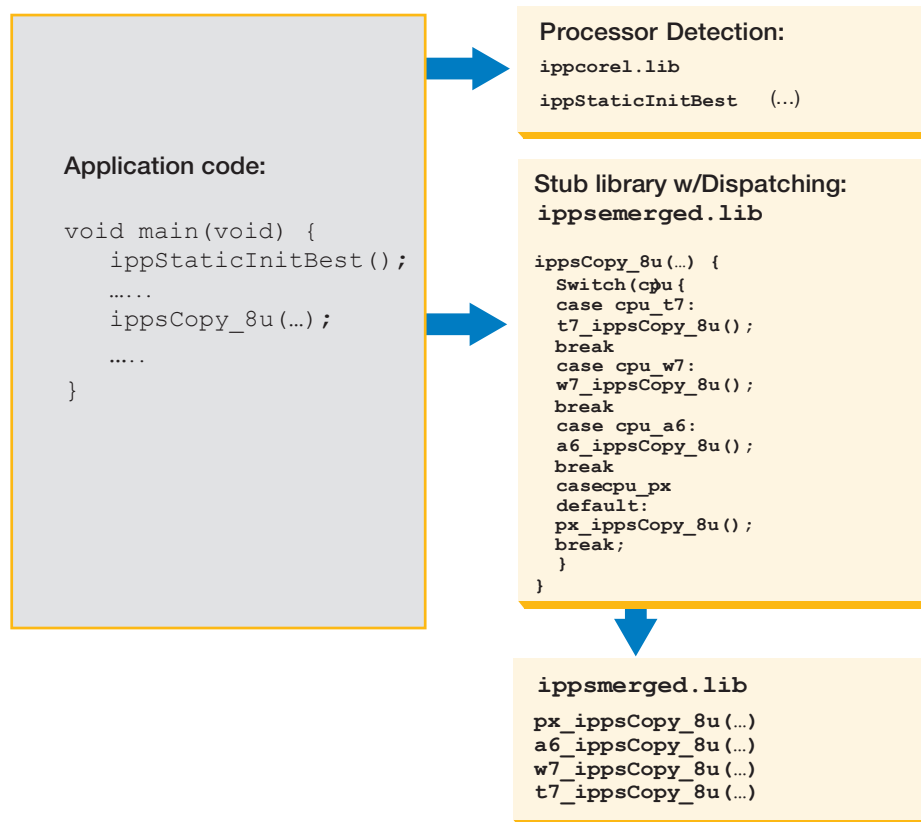 Application code:
void main(void) {
ippStaticInitBest();
…...
ippsCopy_8u(…);
…..
}
Processor Detection:
ippcorel.lib
ippStaticInitBest (…)
Stub library w/Dispatching:
ippsemerged.lib
ippsCopy_8u(…) {
Switch(cpu){
case cpu_t7:
t7_ippsCopy_8u();
break
case cpu_w7:
w7_ippsCopy_8u();
break
case cpu_a6:
a6_ippsCopy_8u();
break
casecpu_px
default:
px_ippsCopy_8u();
break;
}
}
ippsmerged.lib
px_ippsCopy_8u(…)
a6_ippsCopy_8u(…)
w7_ippsCopy_8u(…)
t7_ippsCopy_8u(…)